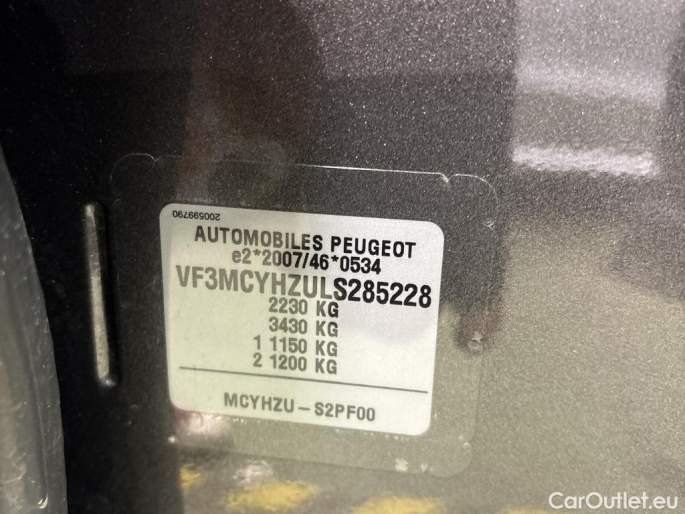 200599790
AUTOMOBILES PEUGEOT
e2*2007/46*0534
VF3MCYHZULS285228
2230 KG
3430 KG
1 1150 KG
2 1200 KG
MCYHZU-S2PF00
CarOutlet.eu